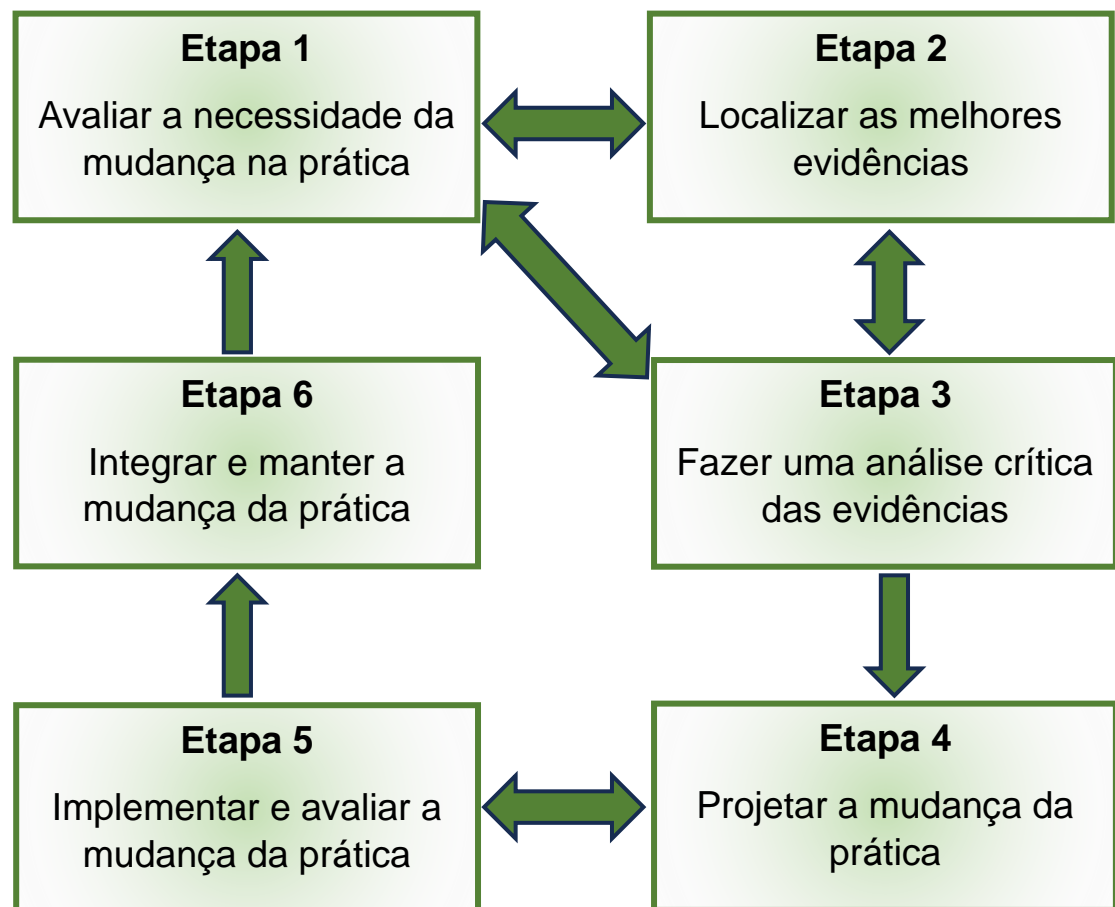 Etapa 1
Avaliar a necessidade da
mudança na prática
Etapa 2
Localizar as melhores
evidências
Etapa 3
Fazer uma análise crítica
das evidências
Etapa 4
Projetar a mudança da
prática
Etapa 5
Implementar e avaliar a
mudança da prática
Etapa 6
Integrar e manter a
mudança da prática